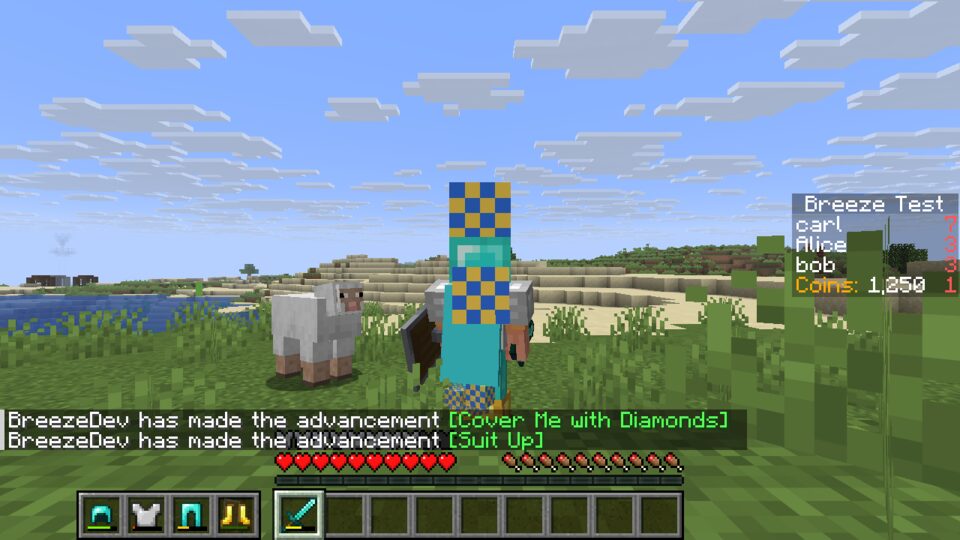 Breeze Test
carl 7
Alice 3
bob 3
Coins: 1,250 1
BreezeDev has made the advancement [Cover Me with Diamonds]
BreezeDev has made the advancement [Suit Up]